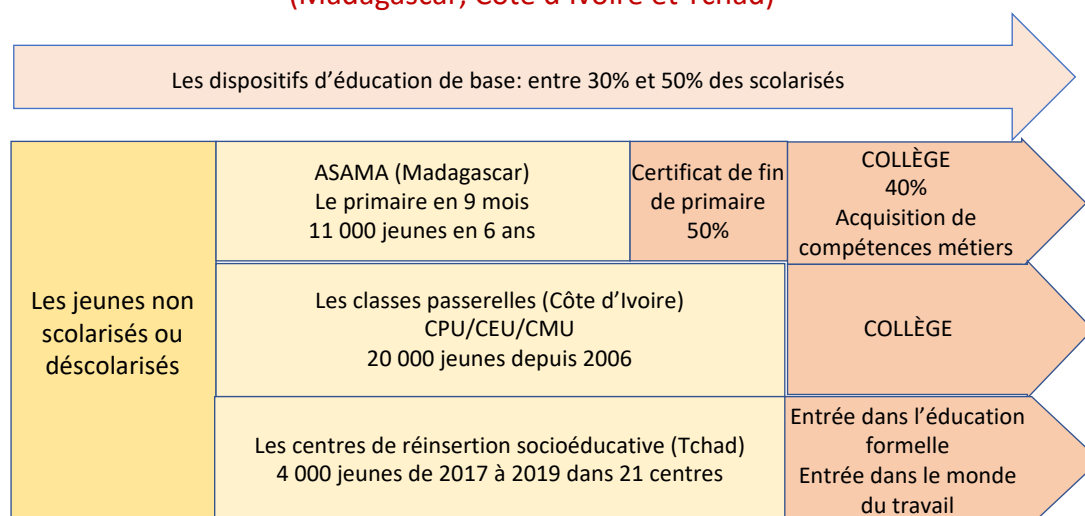 (Madagascar, Côte d'Ivoire et Tchad)
Les dispositifs d'éducation de base: entre 30% et 50% des scolarisés
Les jeunes non
scolarisés ou
déscolarisés
ASAMA (Madagascar)
Le primaire en 9 mois
11 000 jeunes en 6 ans
Certificat de fin
de primaire
50%
COLLÈGE
40%
Acquisition de
compétences métiers
Les classes passerelles (Côte d'Ivoire)
CPU/CEU/CMU
20 000 jeunes depuis 2006
COLLÈGE
Les centres de réinsertion socioéducative (Tchad)
4 000 jeunes de 2017 à 2019 dans 21 centres
Entrée dans l'éducation
formelle
Entrée dans le monde
du travail